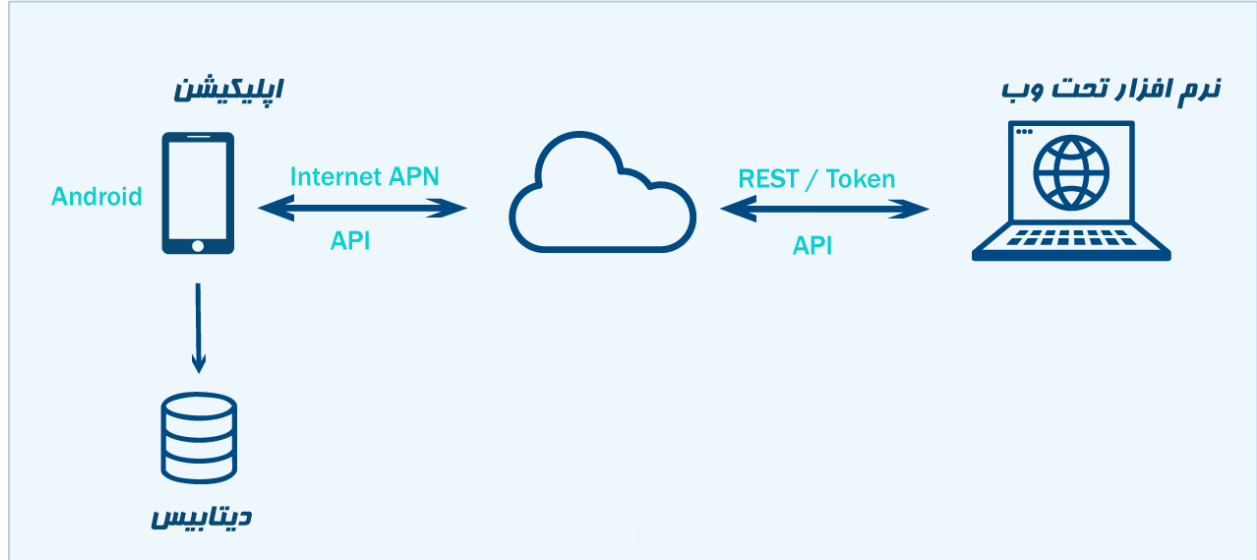 اپلیکیشن
نرم افزار تحت وب
Android
Internet APN
API
REST / Token
API
دیتابیس